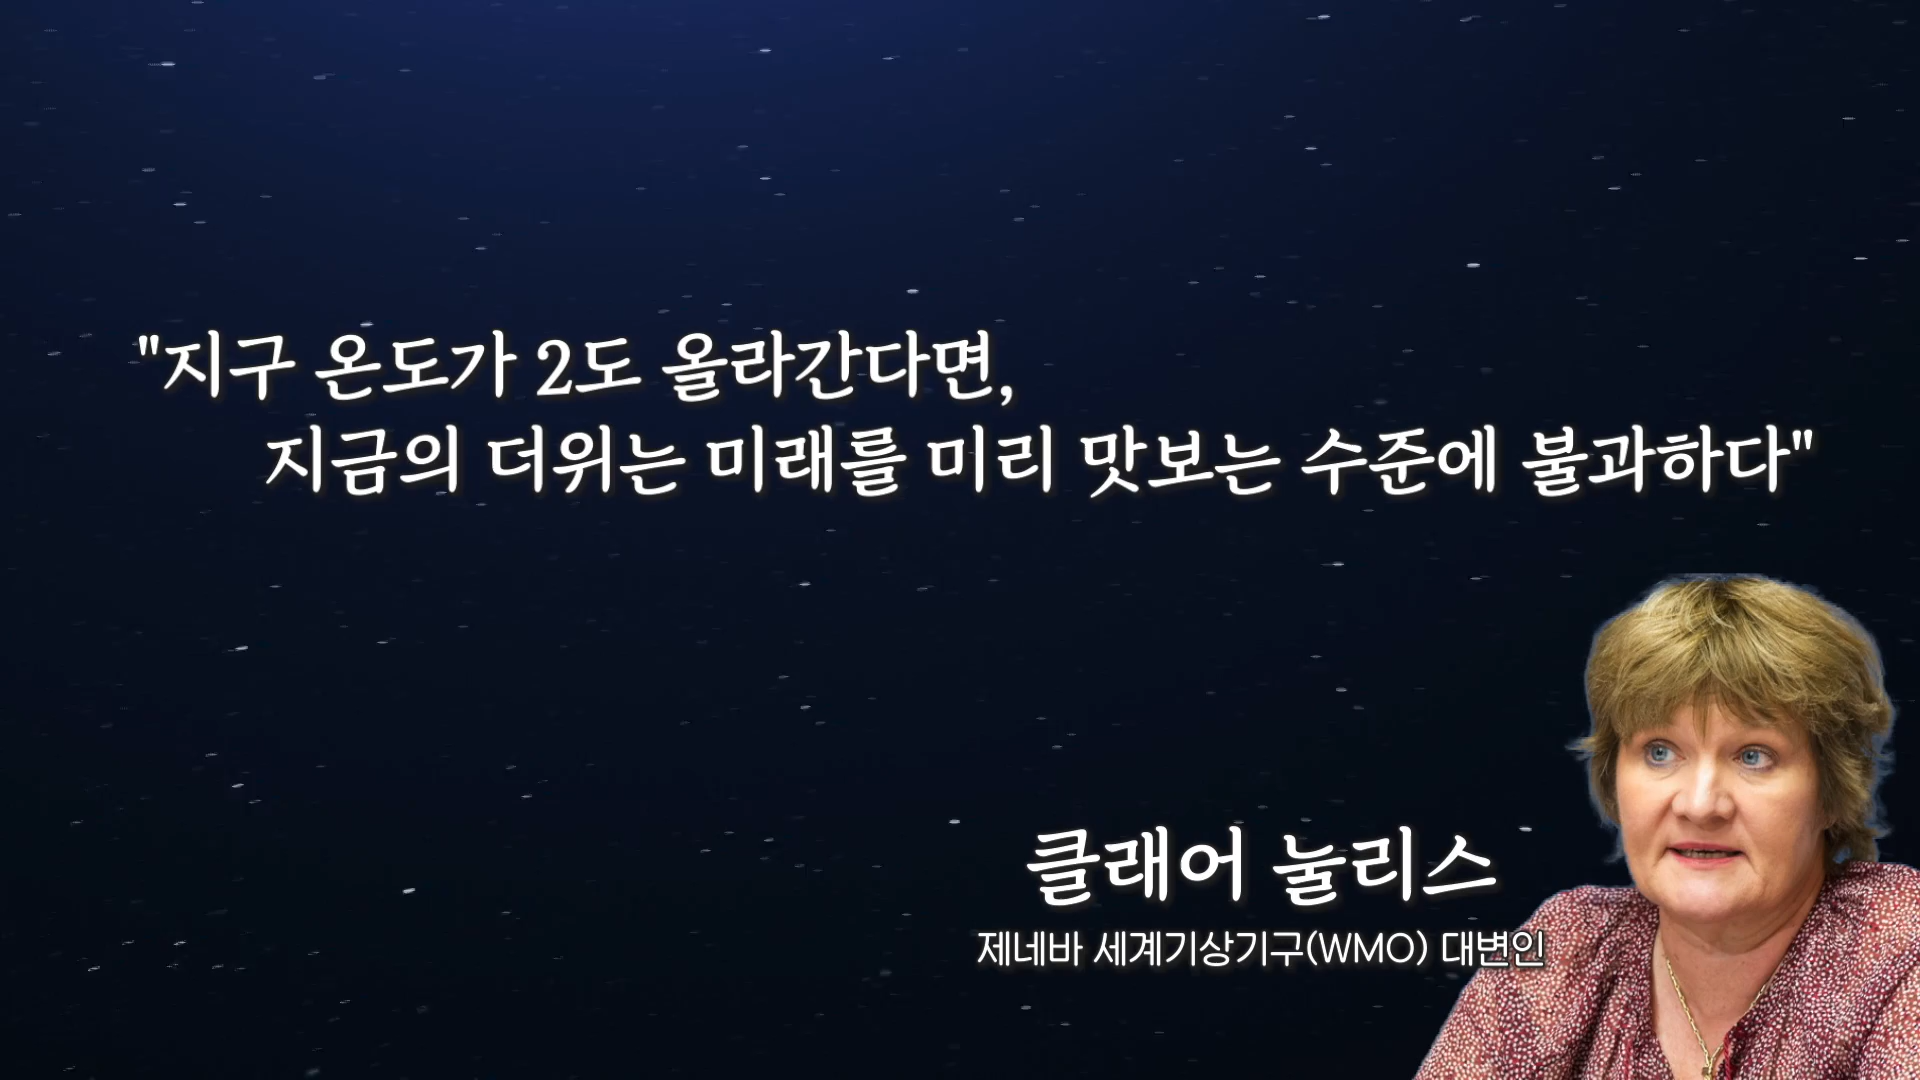 "지구 온도가 2도 올라간다면,
지금의 더위는 미래를 미리 맛보는 수준에 불과하다"
클래어 눌리스
제네바 세계기상기구(WMO) 대변인